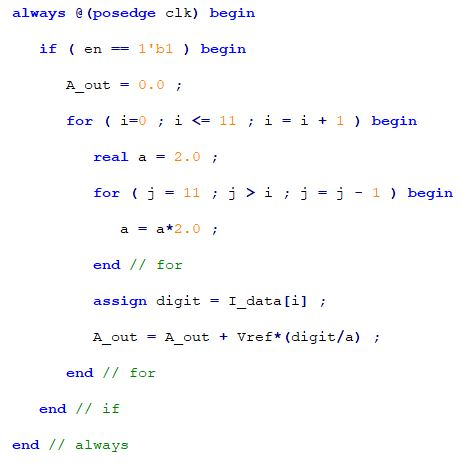 always @(posedge clk) begin
if ( en == 1'b1 ) begin
A_out = 0.0 ;
for ( i=0 ; i <= 11 ; i = i + 1 ) begin
real a = 2.0 ;
for ( j = 11 ; j > i ; j = j - 1 ) begin
a = a*2.0 ;
end // for
assign digit = I_data[i] ;
A_out = A_out + Vref*(digit/a) ;
end // for
end // if
end // always